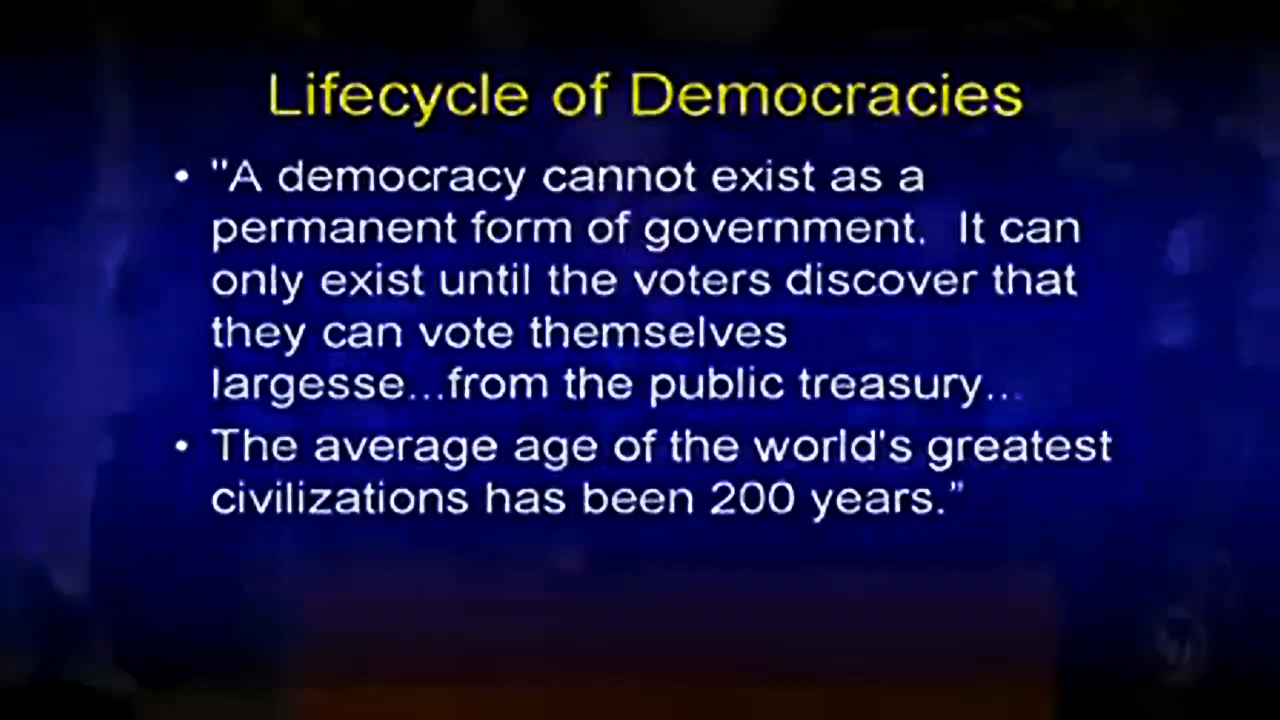 Lifecycle of Democracies
• "A democracy cannot exist as a
permanent form of government.  It can
only exist until the voters discover that
they can vote themselves
largesse...from the public treasury...
• The average age of the world's greatest
civilizations has been 200 years.”